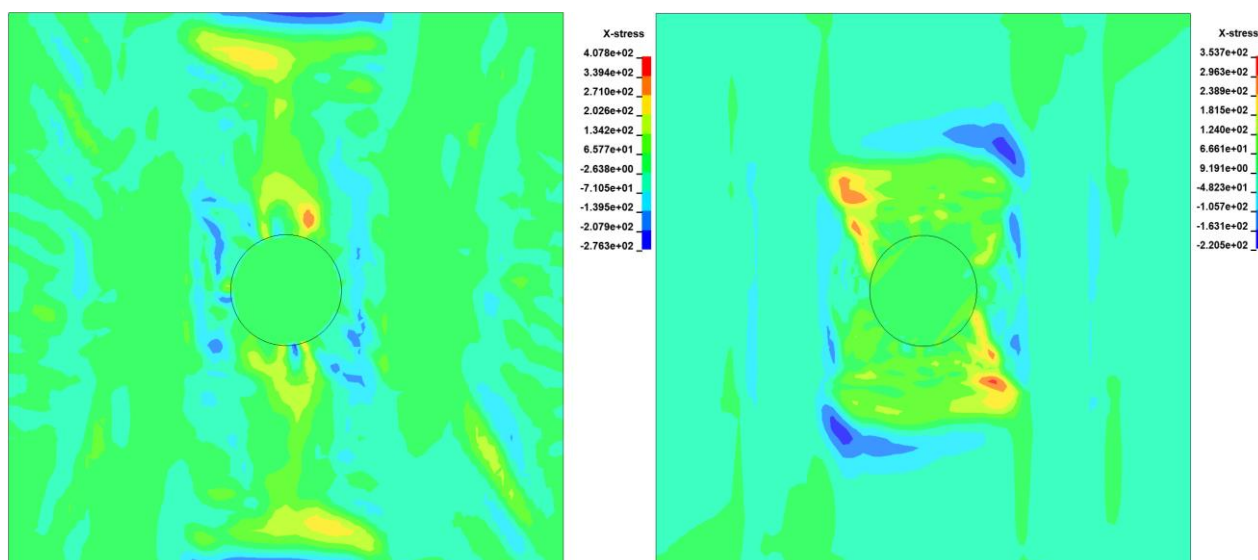 X-stress
4.078e+02
3.394e+02
2.710e+02
2.026e+02
1.342e+02
6.577e+01
-2.638e+00
-7.105e+01
-1.395e+02
-2.079e+02
-2.763e+02
X-stress
3.537e+02
2.963e+02
2.389e+02
1.815e+02
1.240e+02
6.661e+01
9.191e+00
-4.823e+01
-1.057e+02
-1.631e+02
-2.205e+02